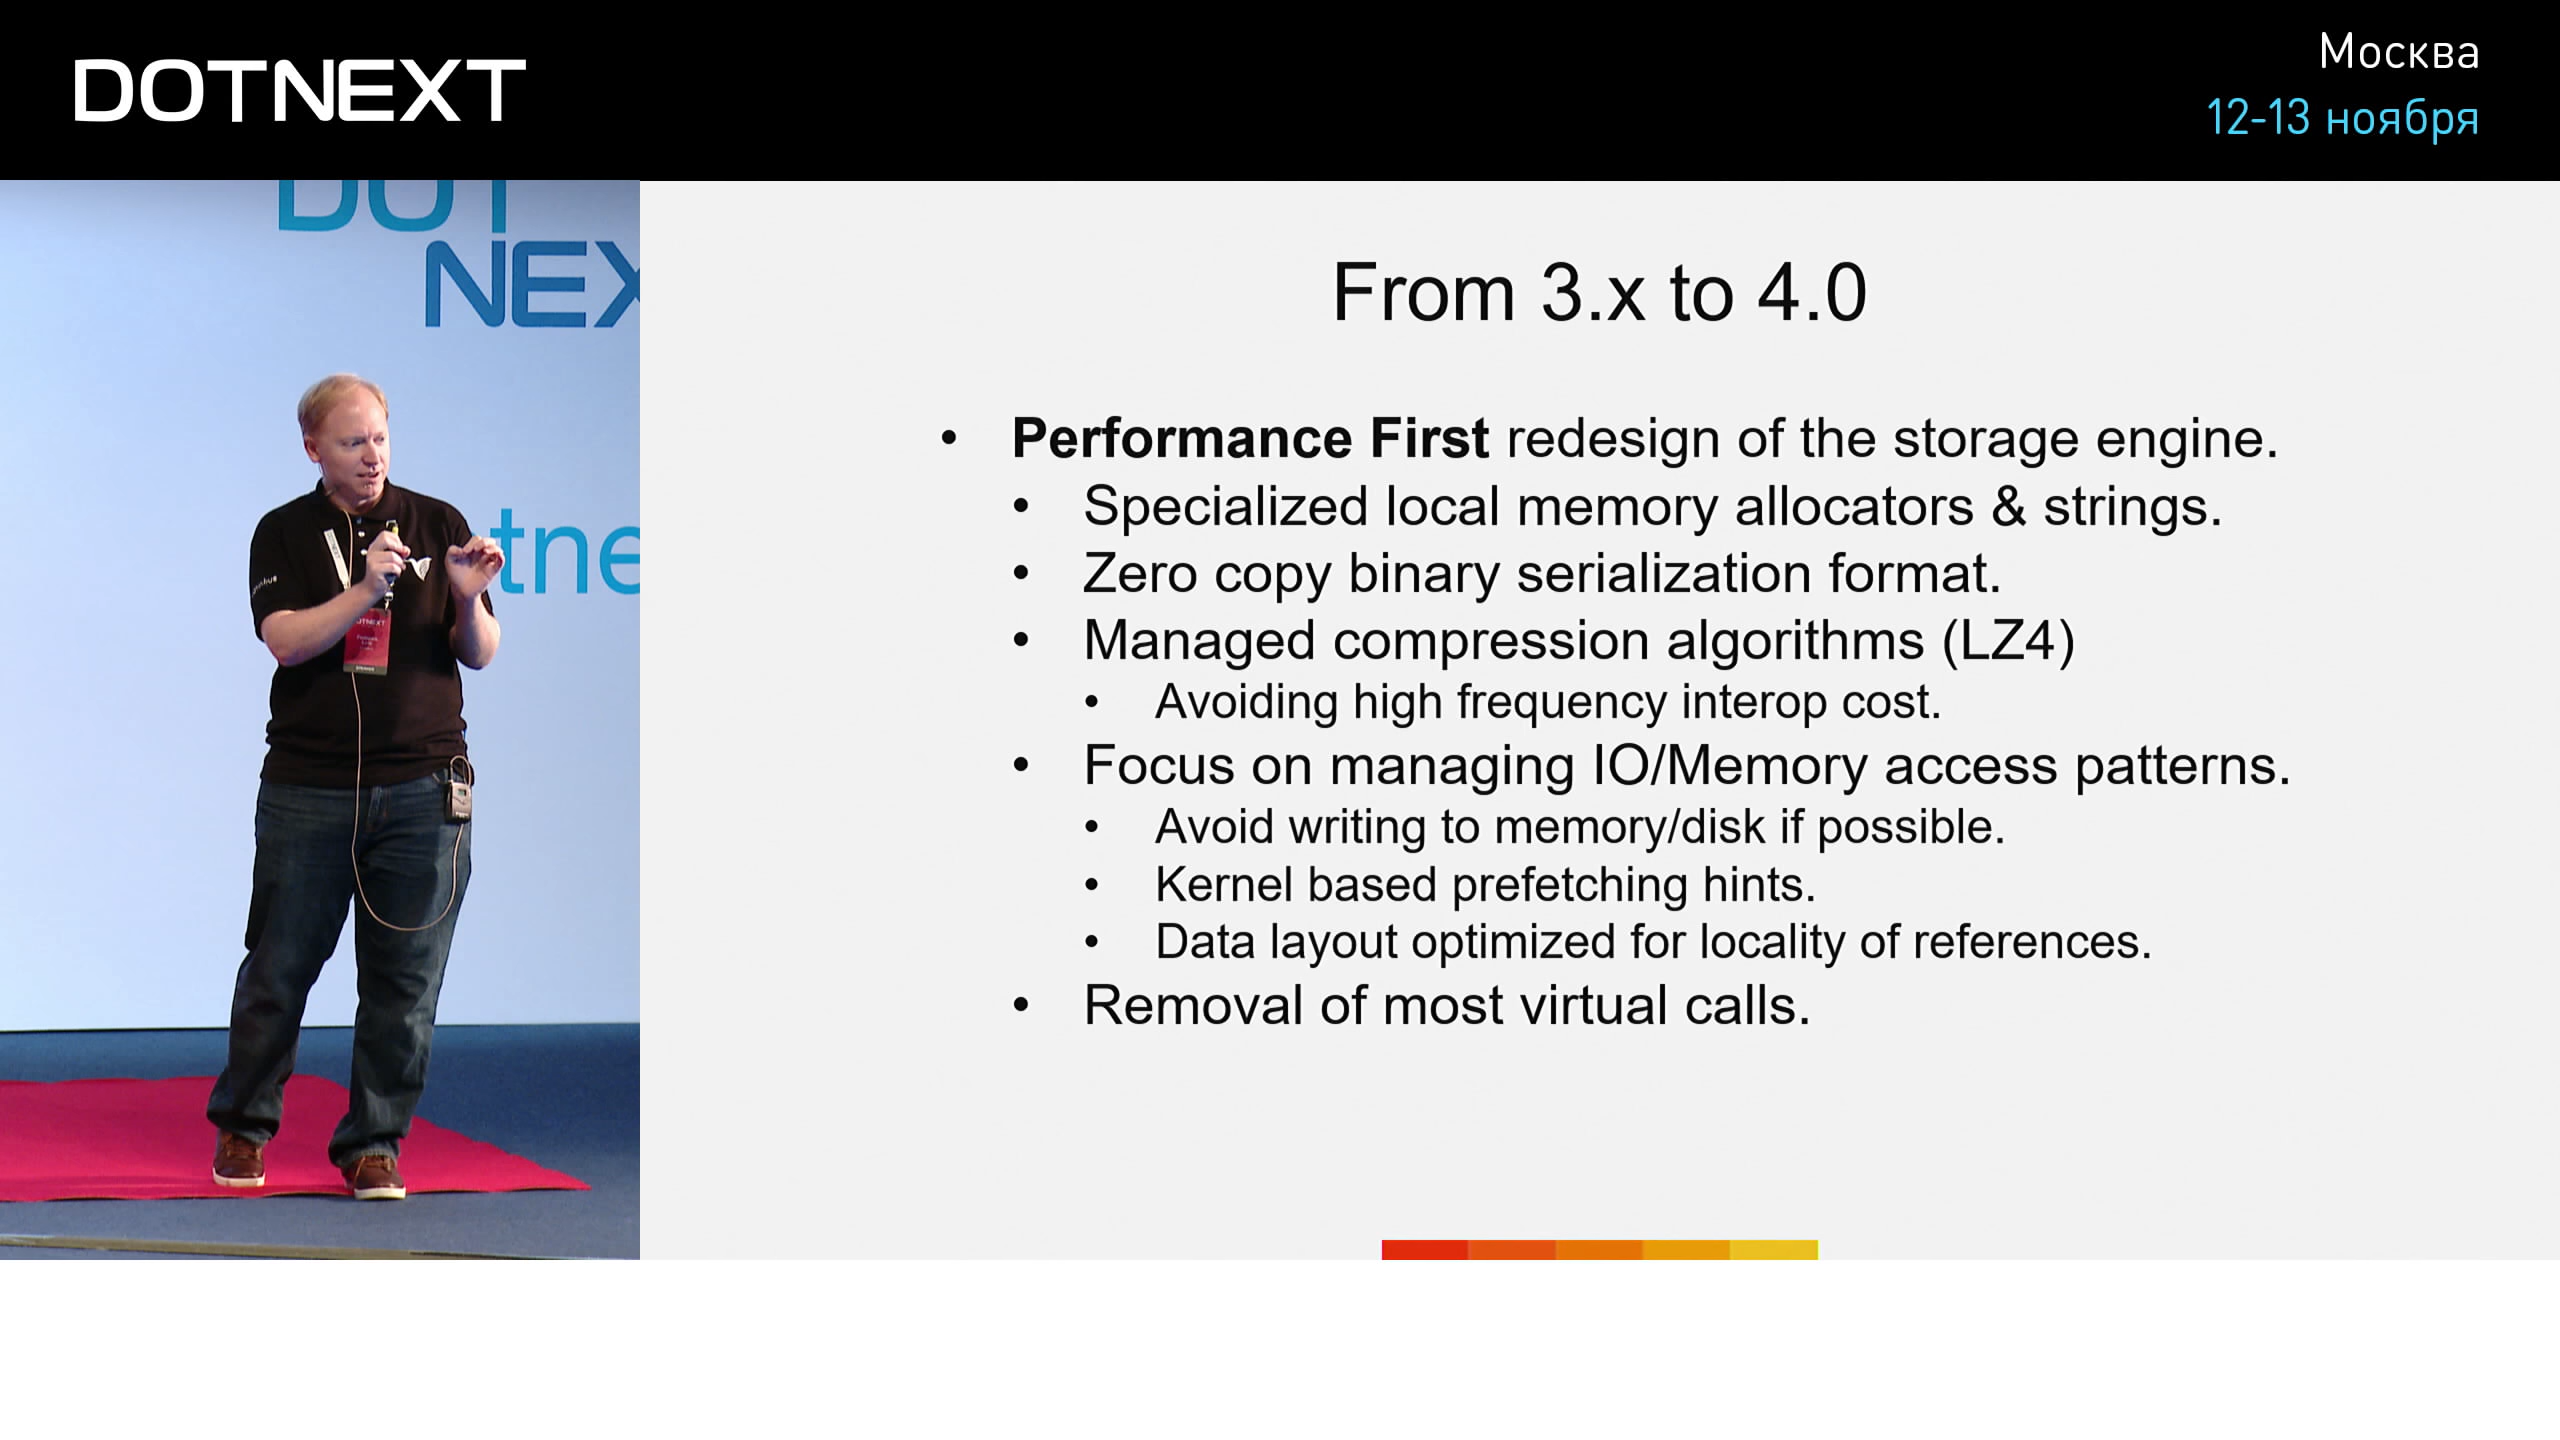 DOTNEXT
Москва
12-13 ноября
DOT
NEX
tne
DOTNEXT
From 3.x to 4.0
• Performance First redesign of the storage engine.
• Specialized local memory allocators & strings.
• Zero copy binary serialization format.
• Managed compression algorithms (LZ4)
• Avoiding high frequency interop cost.
• Focus on managing IO/Memory access patterns.
• Avoid writing to memory/disk if possible.
• Kernel based prefetching hints.
• Data layout optimized for locality of references.
• Removal of most virtual calls.